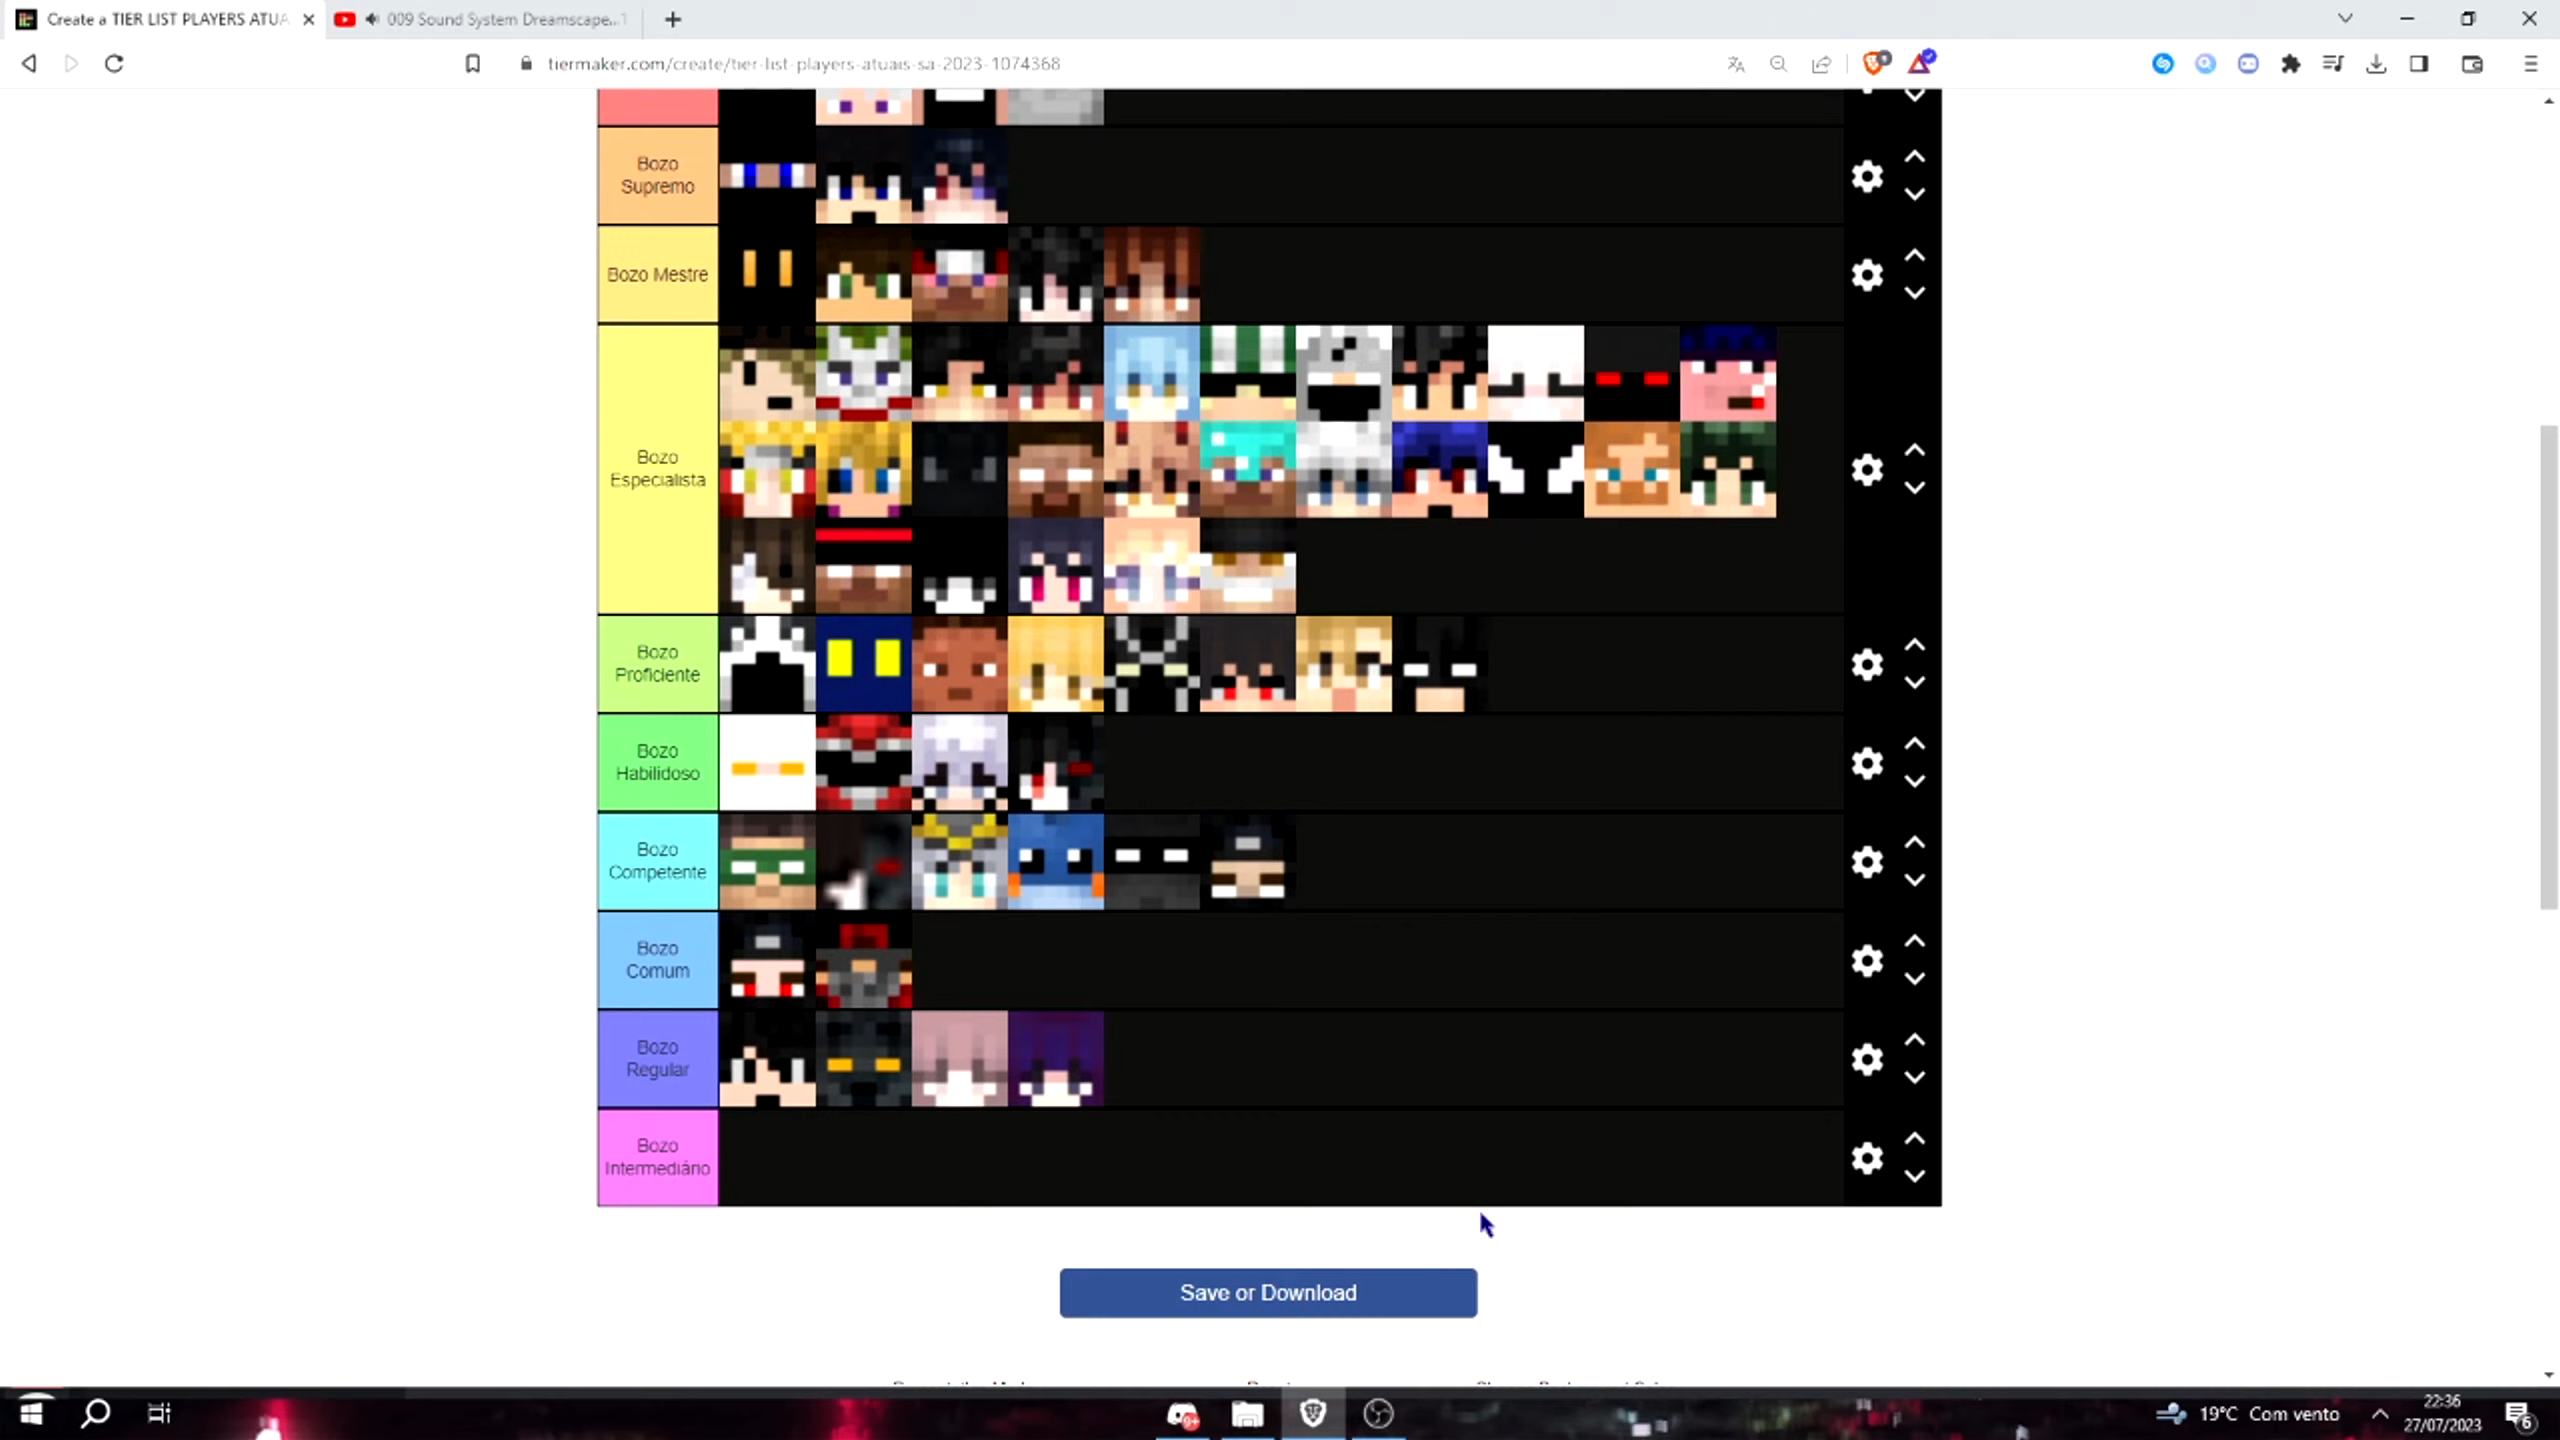 Create a TIER LIST PLAYERS ATUA
009 Sound System Dreamscape...
tiermaker.com/create/tier-list-players-atuais-sa-2023-1074368
Bozo
Supremo
Bozo Mestre
Bozo
Especialista
Bozo
Proficiente
Bozo
Habilidoso
Bozo
Competente
Bozo
Comum
Bozo
Regular
Bozo
Intermediário
Save or Download
9+
19°C Com vento
22:36
27/07/2023
6